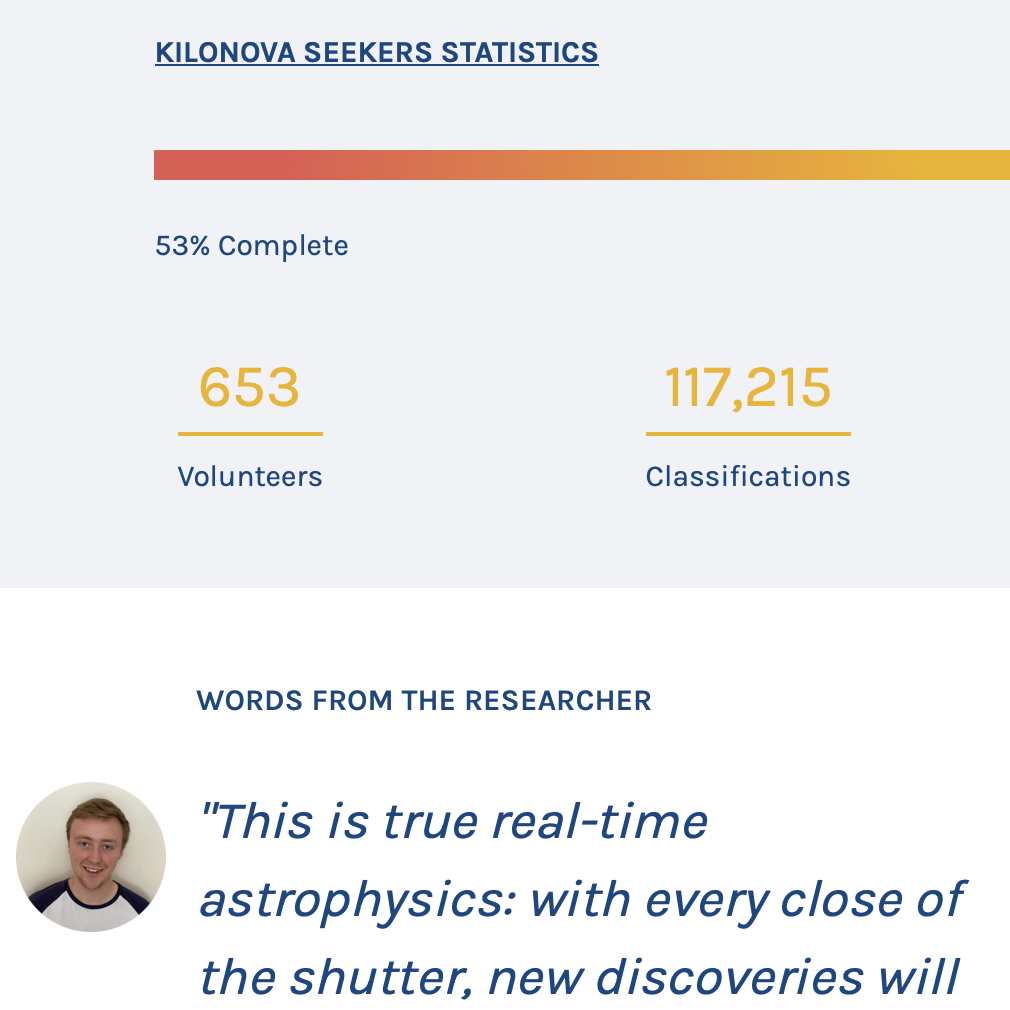 KILONOVA SEEKERS STATISTICS
53% Complete
653
117,215
Volunteers
Classifications
WORDS FROM THE RESEARCHER
"This is true real-time
astrophysics: with every close of
the shutter, new discoveries will